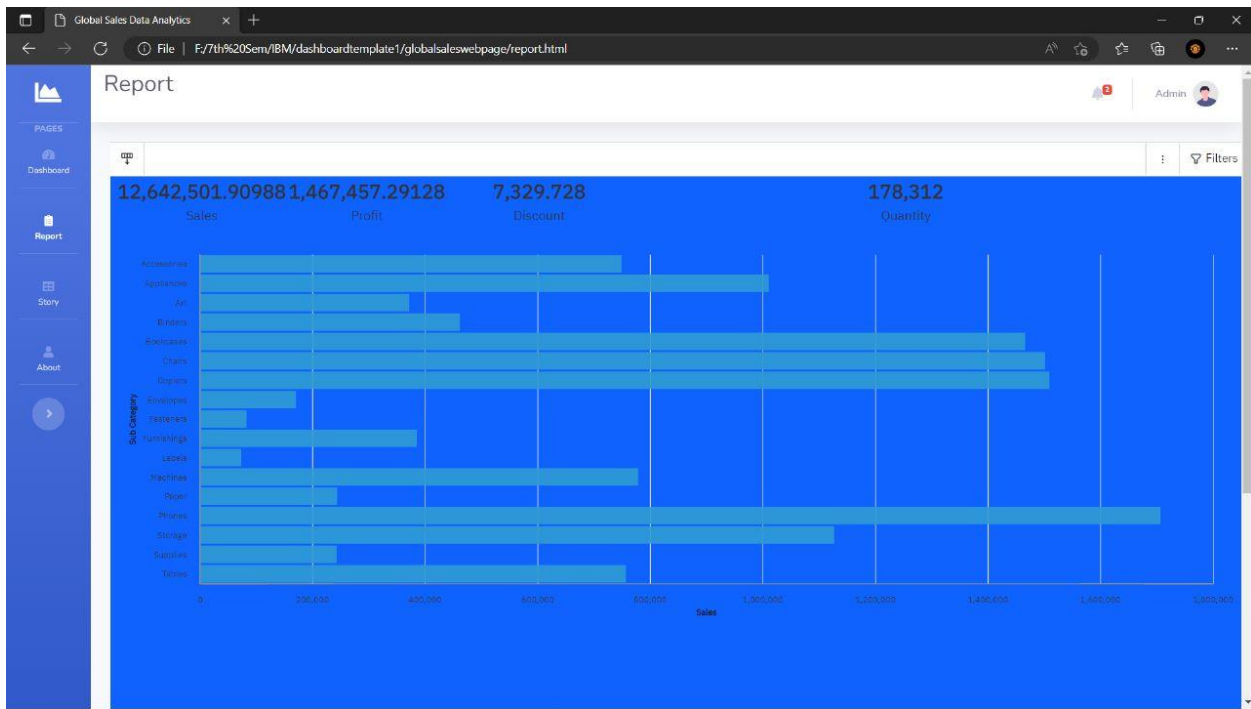 Global Sales Data Analytics
File | F:/7th%20Sem/IBM/dashboardtemplate1/globalsaleswebpage/report.html
Report
2
Admin
PAGES
Dashboard
Report
Story
About
Filters
12,642,501.90988 1,467,457.29128 7,329.728 178,312
Sales Profit Discount Quantity
Sub Category
Accessories
Appliances
Art
Binders
Bookcases
Chairs
Copiers
Envelopes
Fasteners
Furnishings
Labels
Machines
Paper
Phones
Storage
Supplies
Tables
0 200,000 400,000 600,000 800,000 1,000,000 1,200,000 1,400,000 1,600,000 1,800,000
Sales